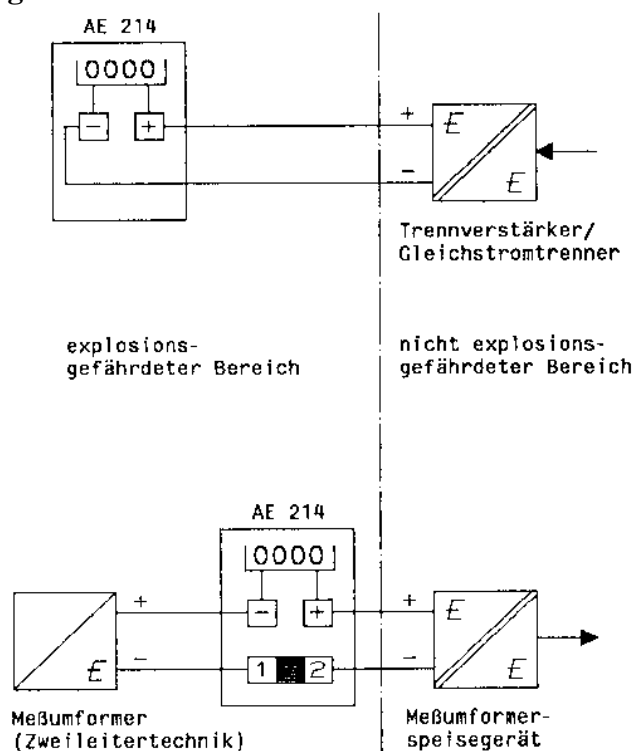 AE 214
0000
- +
+
-
E
E
Trennverstärker/
Gleichstromtrenner
explosions-
gefährdeter Bereich
nicht explosions-
gefährdeter Bereich
AE 214
0000
+
- +
+
E
E
-
1 2
-
E
E
Meßumformer
(Zweileitertechnik)
Meßumformer-
speisegerät